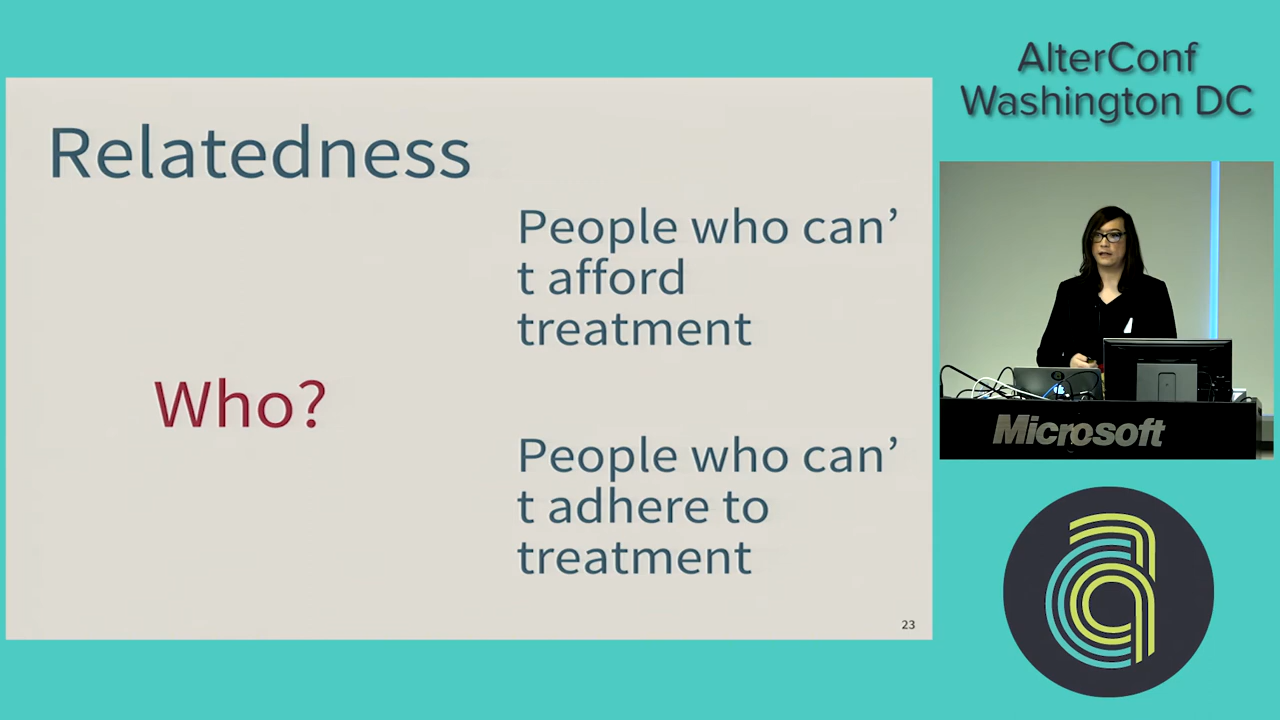 AlterConf
Washington DC
Relatedness
People who can’
t afford
treatment
Who?
People who can’
t adhere to
treatment
23
Microsoft